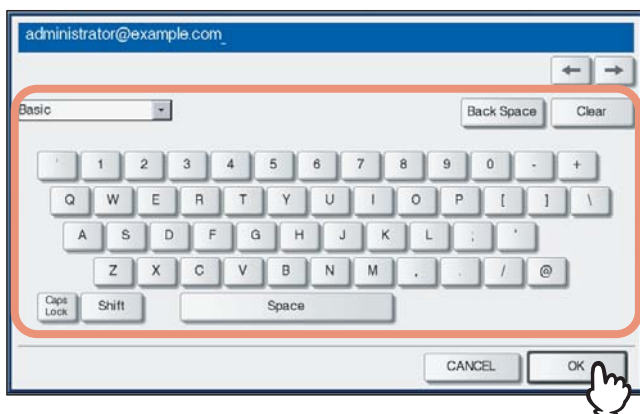 administrator@example.com_
← →
Basic Back Space Clear
' 1 2 3 4 5 6 7 8 9 0 - +
Q W E R T Y U I O P [ ] \
A S D F G H J K L ; '
Z X C V B N M , . / @
Caps Lock Shift Space
CANCEL OK